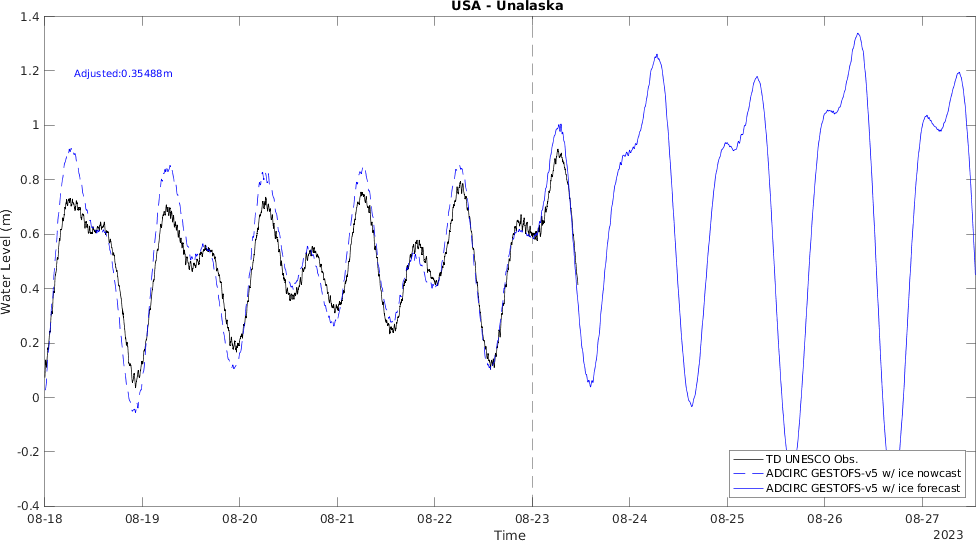 USA - Unalaska
1.4
1.2
1
0.8
0.6
0.4
0.2
0
-0.2
-0.4
Water Level (m)
Adjusted:0.35488m
TD UNESCO Obs.
ADCIRC GESTOFS-v5 w/ ice nowcast
ADCIRC GESTOFS-v5 w/ ice forecast
08-18 08-19 08-20 08-21 08-22 08-23 08-24 08-25 08-26 08-27
Time
2023